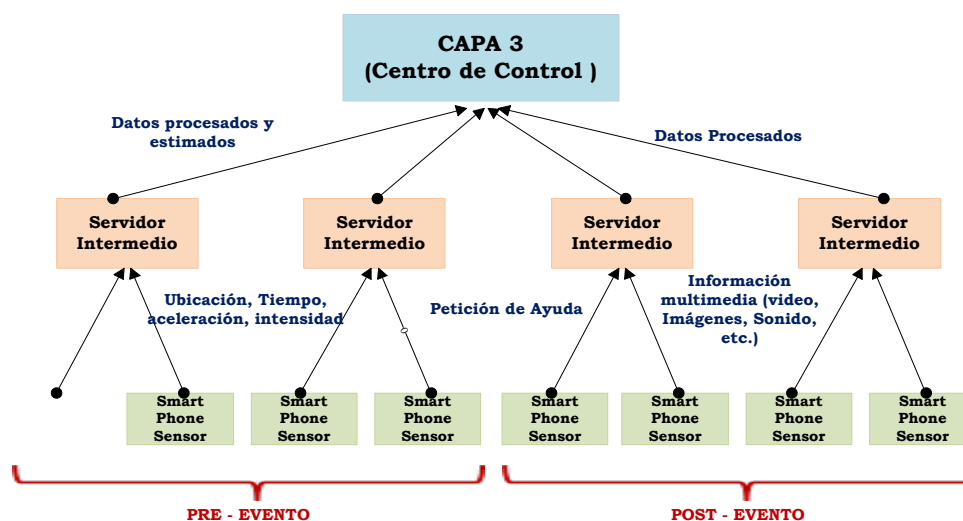 CAPA 3
(Centro de Control )
Datos procesados y
estimados
Datos Procesados
Servidor
Intermedio
Servidor
Intermedio
Servidor
Intermedio
Servidor
Intermedio
Ubicación, Tiempo,
aceleración, intensidad
Petición de Ayuda
Información
multimedia (video,
Imágenes, Sonido,
etc.)
Smart
Phone
Sensor
Smart
Phone
Sensor
Smart
Phone
Sensor
Smart
Phone
Sensor
Smart
Phone
Sensor
Smart
Phone
Sensor
Smart
Phone
Sensor
PRE - EVENTO
POST - EVENTO